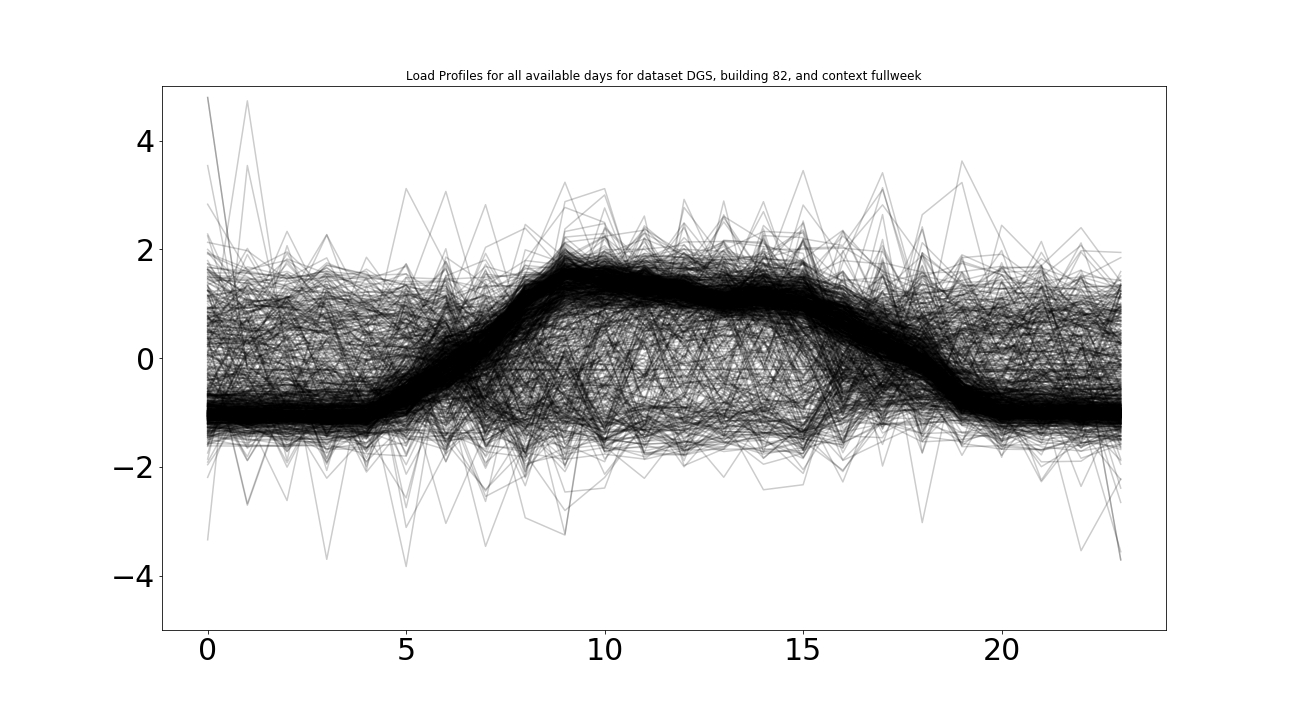 Load Profiles for all available days for dataset DGS, building 82, and context fullweek
4
2
0
−2
−4
0 5 10 15 20